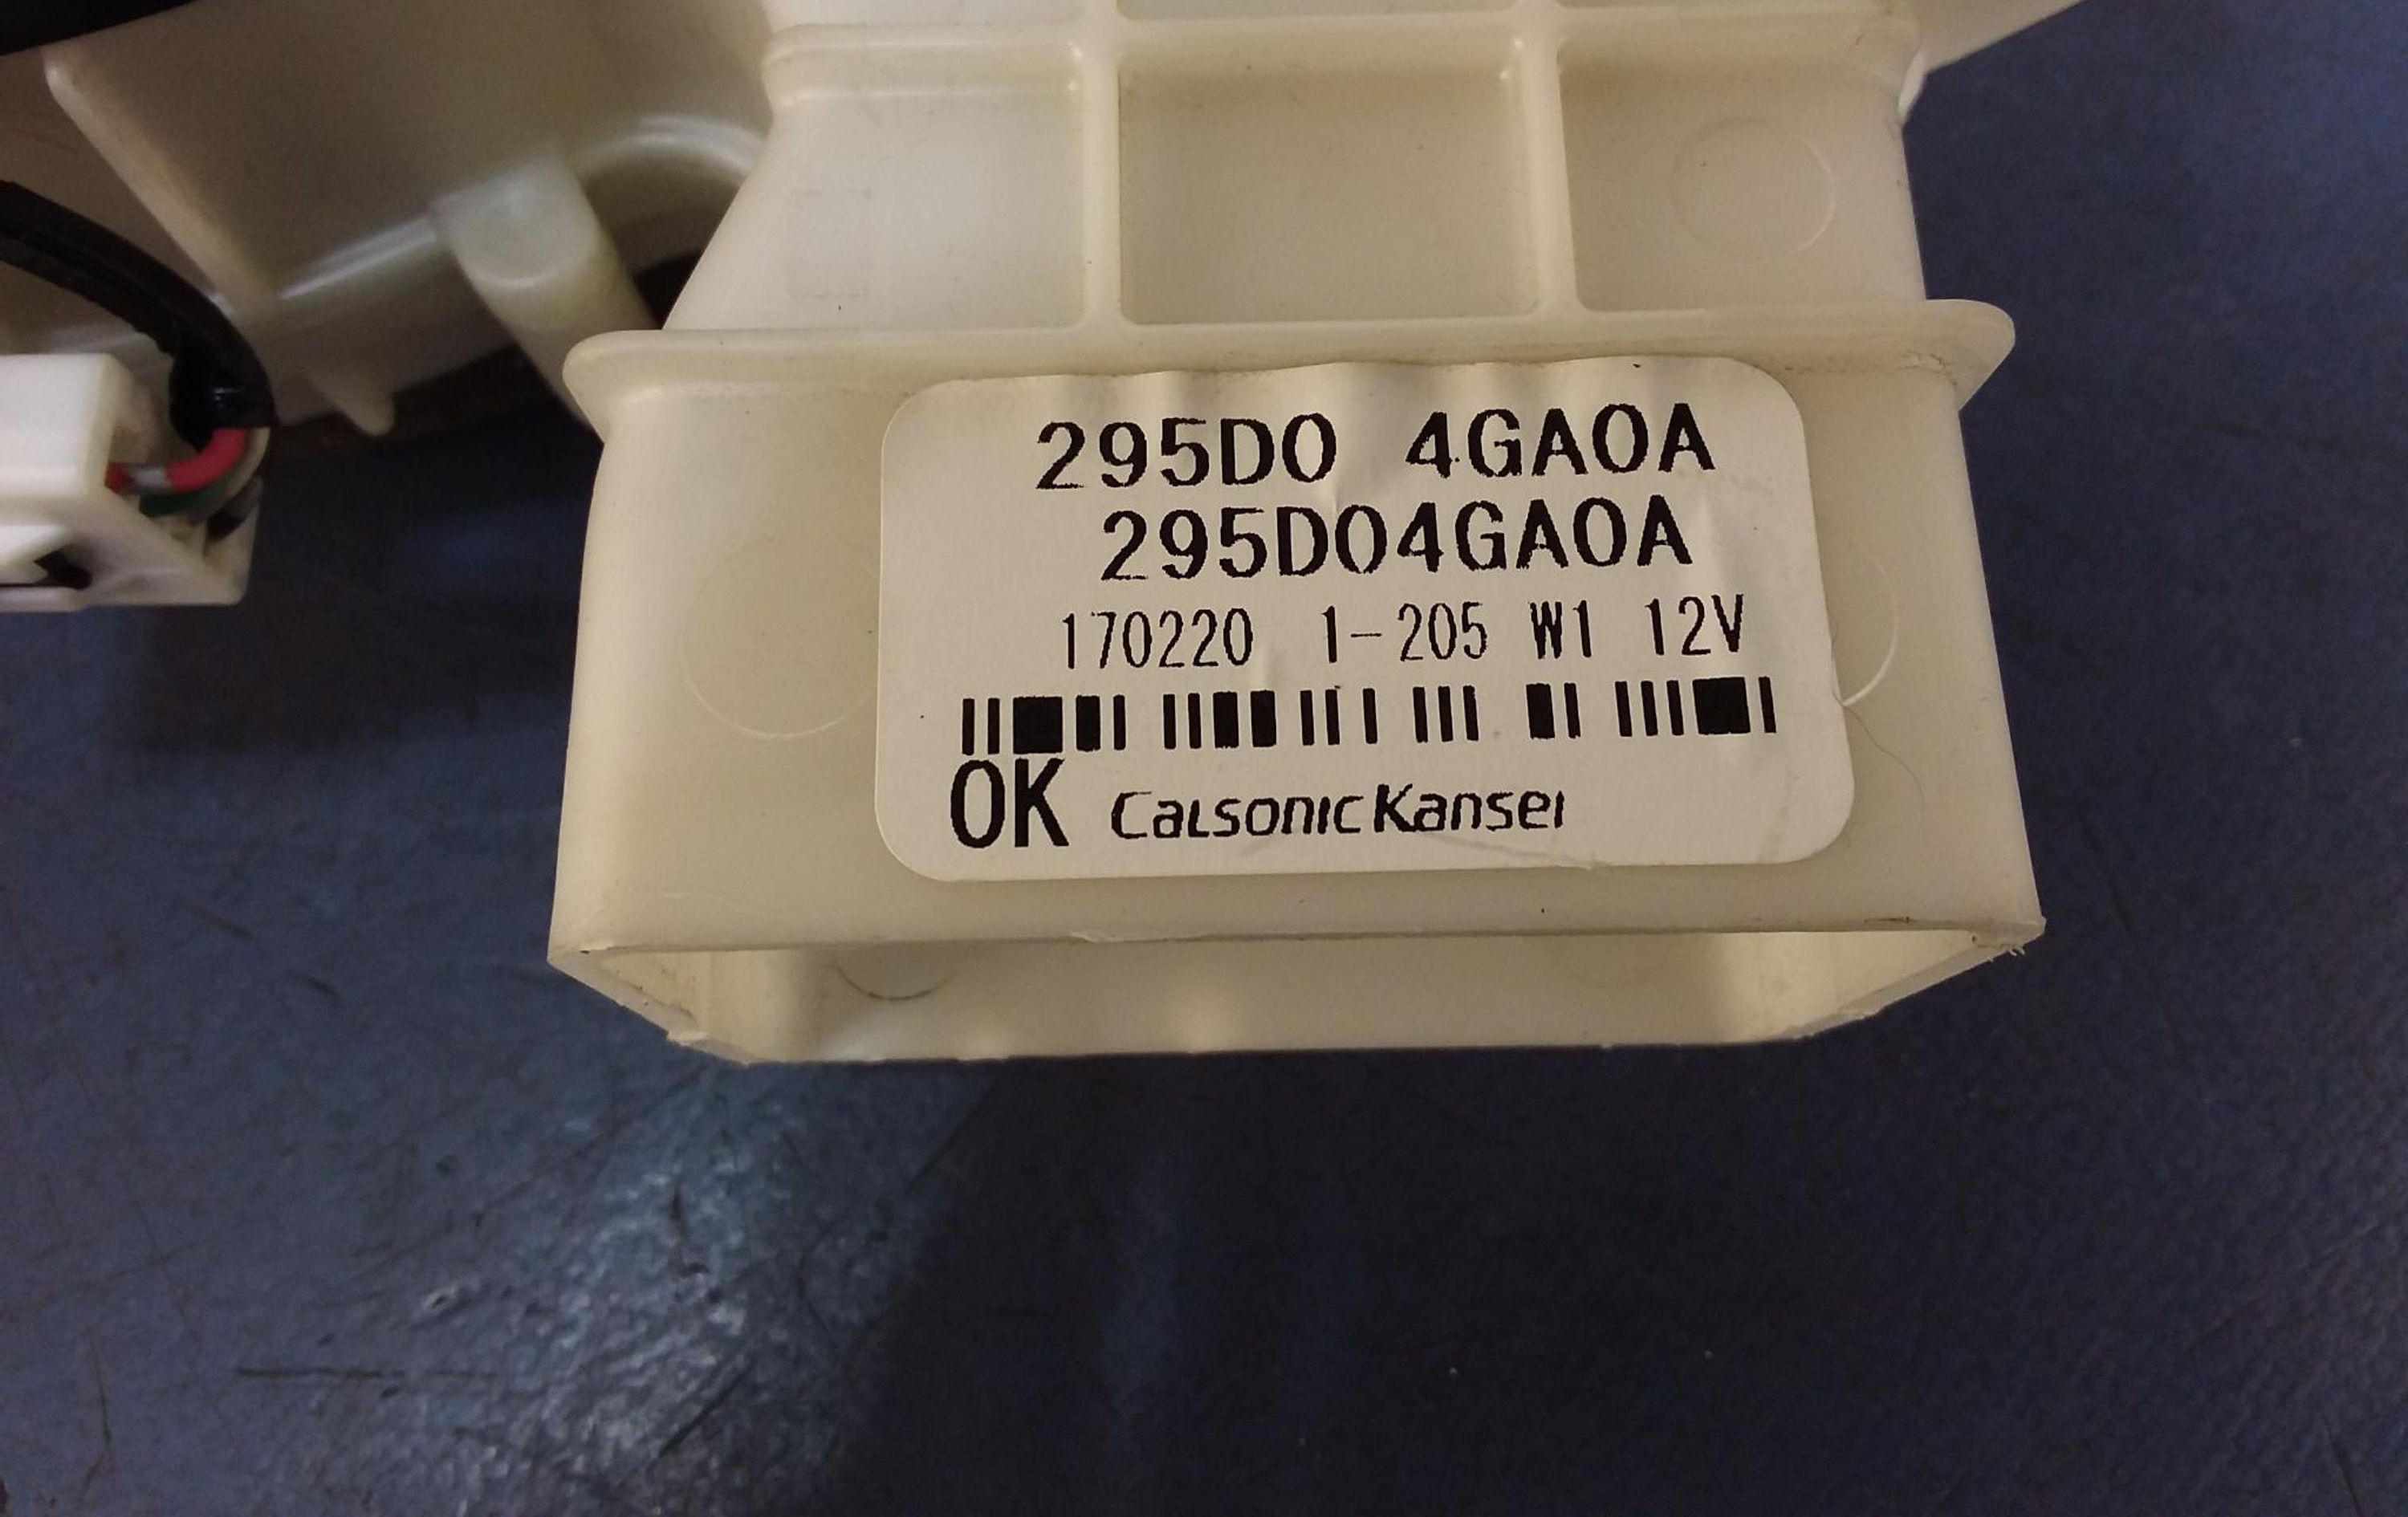 295D0 4GA0A
295D04GA0A
170220 1-205 W1 12V
OK CalsonicKansei